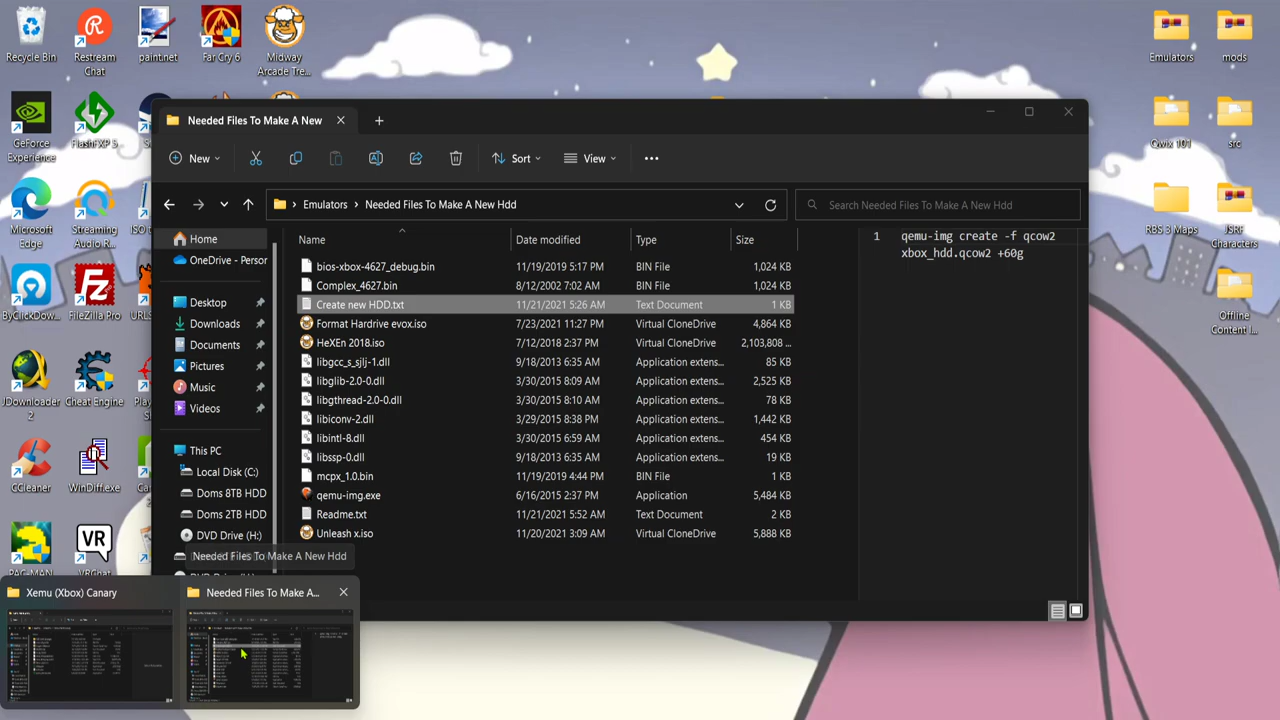 Recycle Bin
Restream
Chat
paint.net
Far Cry 6
Midway
Arcade Tre...
Emulators
mods
GeForce
Experience
FlashFXP 5...
Qwix 101
src
Microsoft
Edge
Streaming
Audio R...
ISO t
RBS 3 Maps
JSRF
Characters
ByClickDow...
FileZilla Pro
URLS
Offline
Content I...
JDownloader
2
Cheat Engine
Play
S
CCleaner
WinDiff.exe
Ca
PAC-MAN
VR
VRChat
Needed Files To Make A New
New
Sort
View
Emulators > Needed Files To Make A New Hdd
Search Needed Files To Make A New Hdd
Home
OneDrive - Person
Desktop
Downloads
Documents
Pictures
Music
Videos
This PC
Local Disk (C:)
Doms 8TB HDD
Doms 2TB HDD
DVD Drive (H:)
Name Date modified Type Size
bios-xbox-4627_debug.bin 11/19/2019 5:17 PM BIN File 1,024 KB
Complex_4627.bin 8/12/2002 7:02 AM BIN File 1,024 KB
Create new HDD.txt 11/21/2021 5:26 AM Text Document 1 KB
Format Hardrive evox.iso 7/23/2021 11:27 PM Virtual CloneDrive 4,864 KB
HeXEn 2018.iso 7/12/2018 2:37 PM Virtual CloneDrive 2,103,808 ...
libgcc_s_sjlj-1.dll 9/18/2013 6:35 AM Application extens... 85 KB
libglib-2.0-0.dll 3/30/2015 8:09 AM Application extens... 2,525 KB
libgthread-2.0-0.dll 3/30/2015 8:10 AM Application extens... 78 KB
libiconv-2.dll 3/29/2015 8:38 PM Application extens... 1,442 KB
libintl-8.dll 3/30/2015 6:59 AM Application extens... 454 KB
libssp-0.dll 9/18/2013 6:35 AM Application extens... 19 KB
mcpx_1.0.bin 11/19/2019 4:44 PM BIN File 1 KB
qemu-img.exe 6/16/2015 2:37 PM Application 5,484 KB
Readme.txt 11/21/2021 5:52 AM Text Document 2 KB
Unleash x.iso 11/20/2021 3:09 AM Virtual CloneDrive 5,888 KB
1 qemu-img create -f qcow2
xbox_hdd.qcow2 +60g
Needed Files To Make A New Hdd
Xemu (Xbox) Canary
Needed Files To Make A...